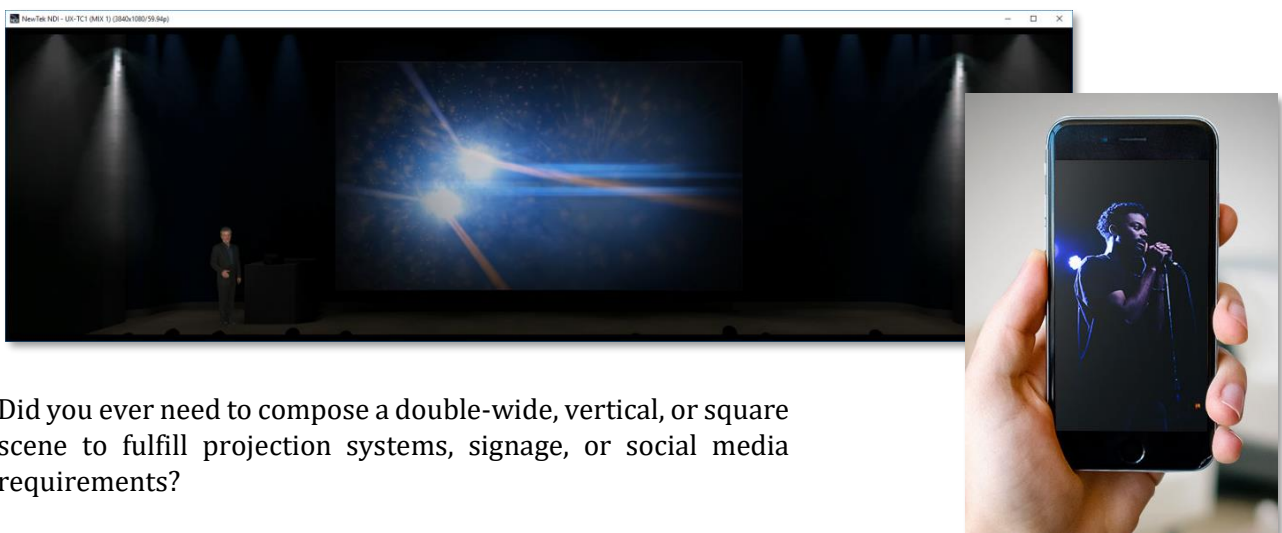 NewTek NDI - UX-TC1 (MIX 1) (3840x1080/59.94p)
Did you ever need to compose a double-wide, vertical, or square
scene to fulfill projection systems, signage, or social media
requirements?